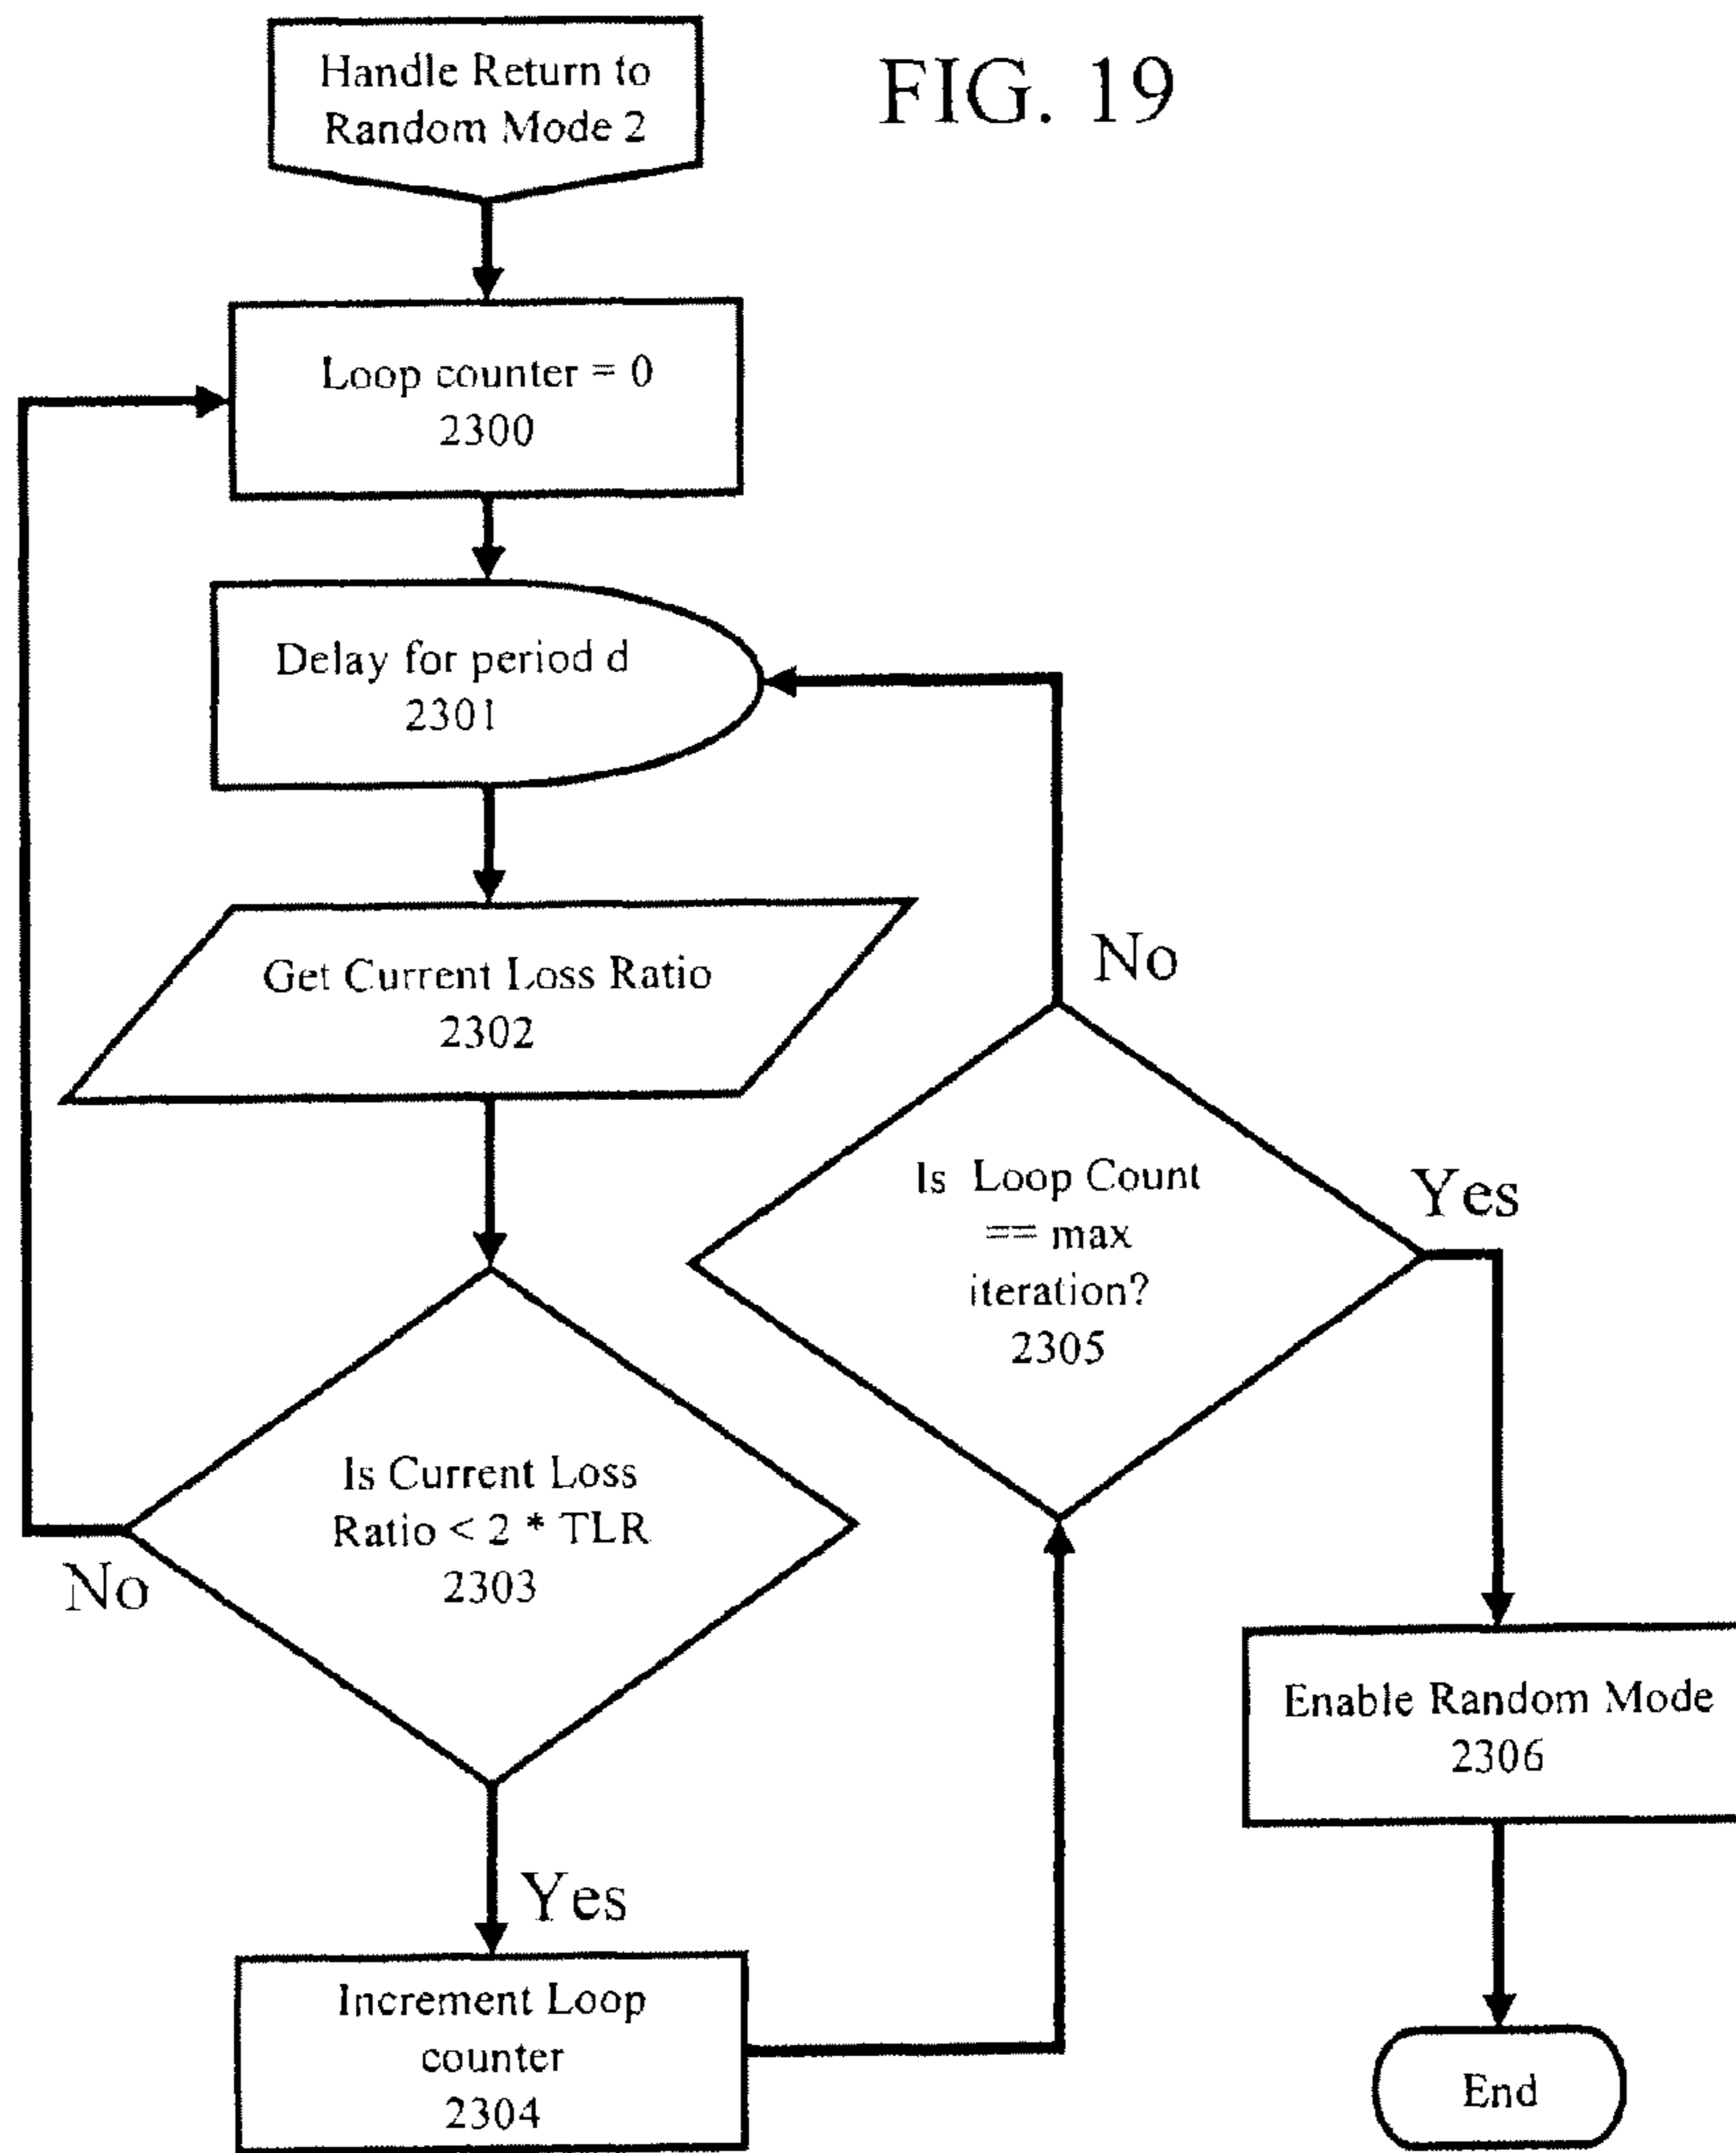 FIG. 19
Handle Return to
Random Mode 2
Loop counter = 0
2300
Delay for period d
2301
Get Current Loss Ratio
2302
No
Is Loop Count
== max
iteration?
2305
Yes
Is Current Loss
Ratio < 2 * TLR
2303
No
Yes
Enable Random Mode
2306
Increment Loop
counter
2304
End